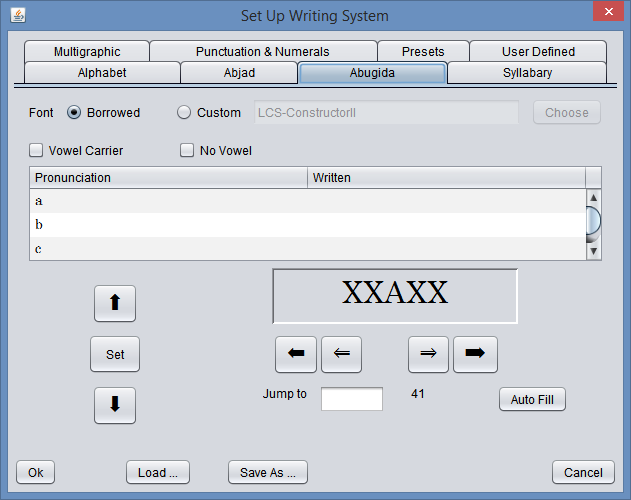 Set Up Writing System
Multigraphic Punctuation & Numerals Presets User Defined
Alphabet Abjad Abugida Syllabary
Font Borrowed Custom LCS-ConstructorII Choose
Vowel Carrier No Vowel
Pronunciation Written
a
b
c
XXAXX
Set
Jump to 41 Auto Fill
Ok Load ... Save As ... Cancel